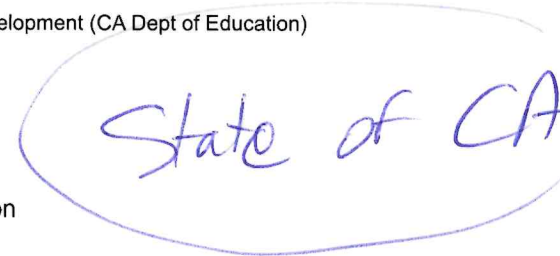 elopment (CA Dept of Education)
State of CA
on